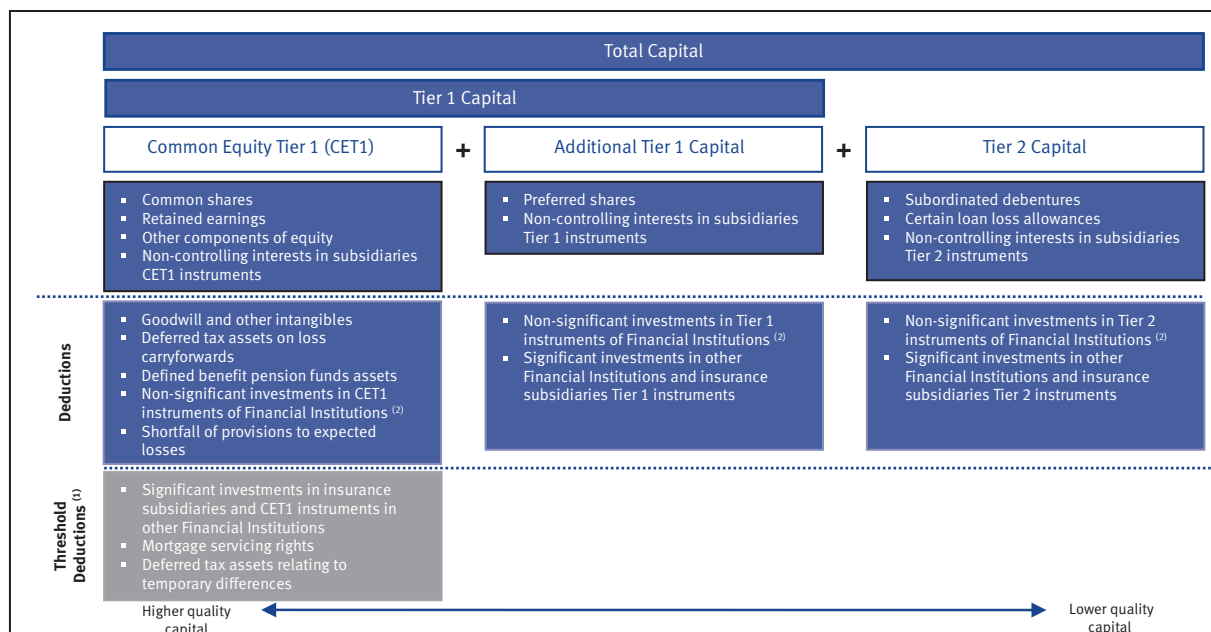 Total Capital
Tier 1 Capital
Common Equity Tier 1 (CET1)
+
Additional Tier 1 Capital
+
Tier 2 Capital
▪ Common shares
▪ Retained earnings
▪ Other components of equity
▪ Non-controlling interests in subsidiaries
CET1 instruments
▪ Preferred shares
▪ Non-controlling interests in subsidiaries
Tier 1 instruments
▪ Subordinated debentures
▪ Certain loan loss allowances
▪ Non-controlling interests in subsidiaries
Tier 2 instruments
Deductions
▪ Goodwill and other intangibles
▪ Deferred tax assets on loss
carryforwards
▪ Defined benefit pension funds assets
▪ Non-significant investments in CET1
instruments of Financial Institutions (2)
▪ Shortfall of provisions to expected
losses
▪ Non-significant investments in Tier 1
instruments of Financial Institutions (2)
▪ Significant investments in other
Financial Institutions and insurance
subsidiaries Tier 1 instruments
▪ Non-significant investments in Tier 2
instruments of Financial Institutions (2)
▪ Significant investments in other
Financial Institutions and insurance
subsidiaries Tier 2 instruments
Threshold
Deductions (1)
▪ Significant investments in insurance
subsidiaries and CET1 instruments in
other Financial Institutions
▪ Mortgage servicing rights
▪ Deferred tax assets relating to
temporary differences
Higher quality
capital
Lower quality
capital